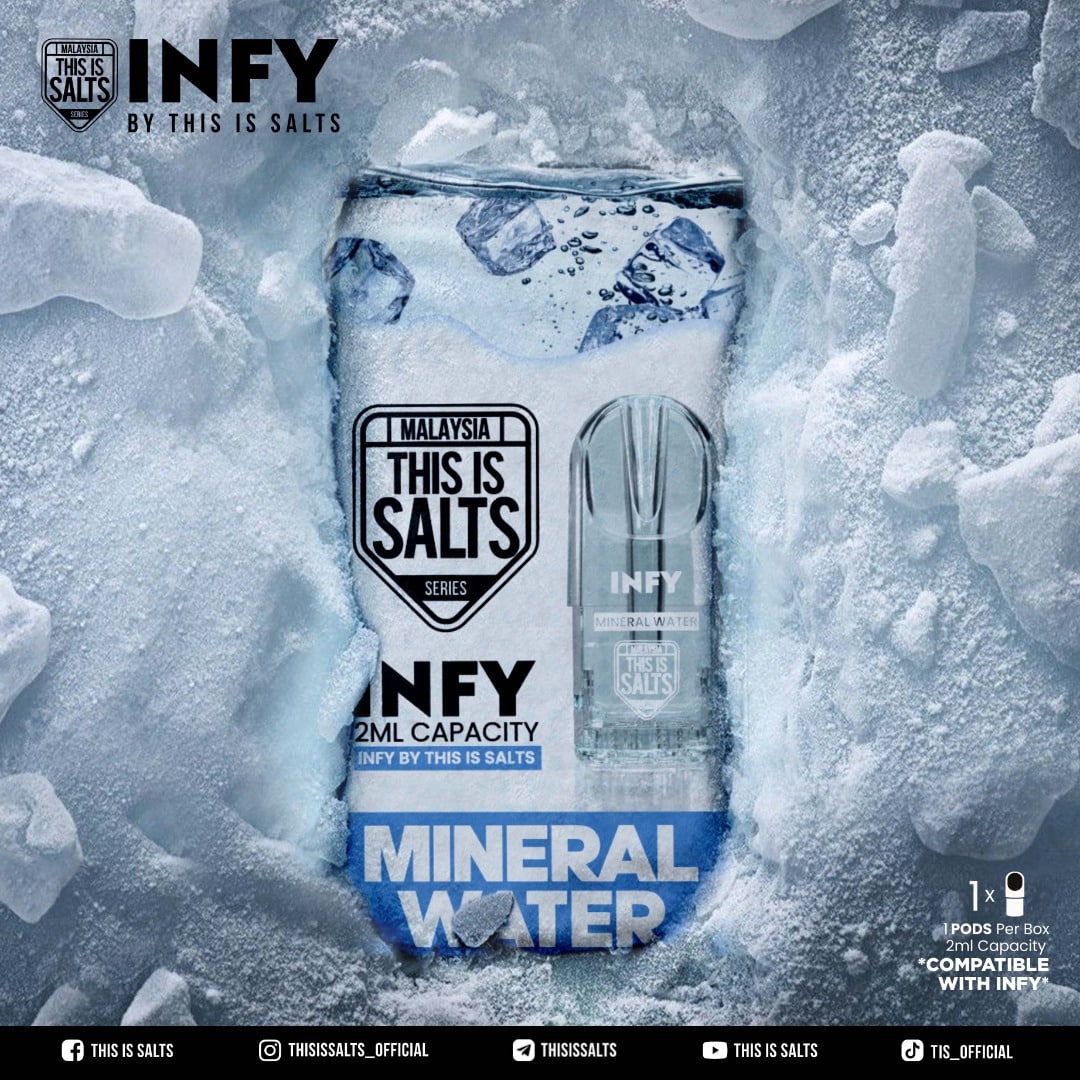 MALAYSIA
THIS IS
SALTS
SERIES
INFY
BY THIS IS SALTS
MALAYSIA
THIS IS
SALTS
SERIES
INFY
2ML CAPACITY
INFY BY THIS IS SALTS
INFY
MINERAL WATER
MALAYSIA
THIS IS
SALTS
MINERAL
WATER
1 x
1 PODS Per Box
2ml Capacity
*COMPATIBLE
WITH INFY*
THIS IS SALTS
THISISSALTS_OFFICIAL
THISISSALTS
THIS IS SALTS
TIS_OFFICIAL